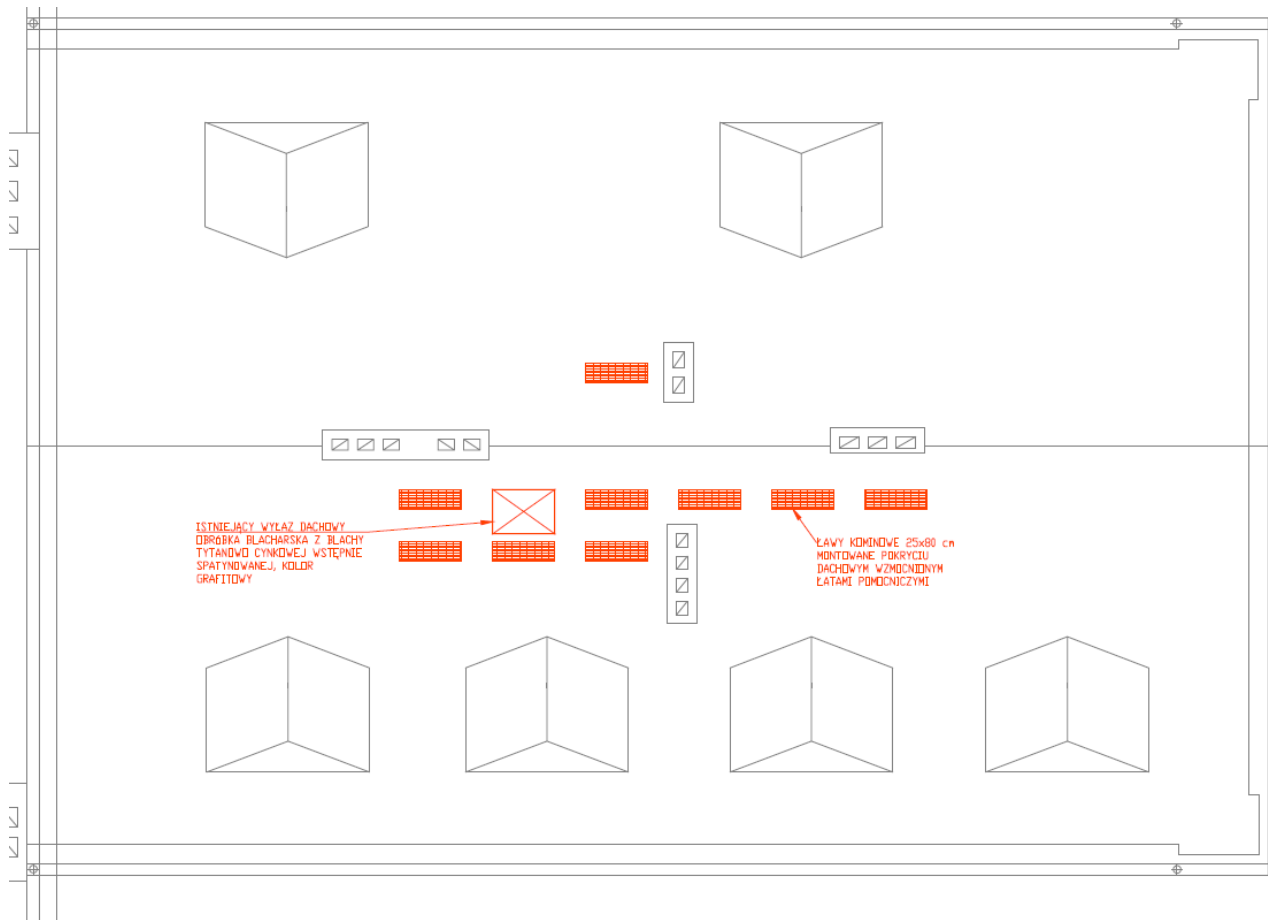 ISTNIEJĄCY WYŁAZ DACHOWY
OBRÓBKA BLACHARSKA Z BLACHY
TYTANOWO CYNKOWEJ WSTĘPNIE
SPATYNOWANEJ, KOLOR
GRAFITOWY
ŁAWY KOMINOWE 25x80 cm
MONTOWANE POKRYCIU
DACHOWYM WZMOCNIONYM
ŁATAMI POMOCNICZYMI